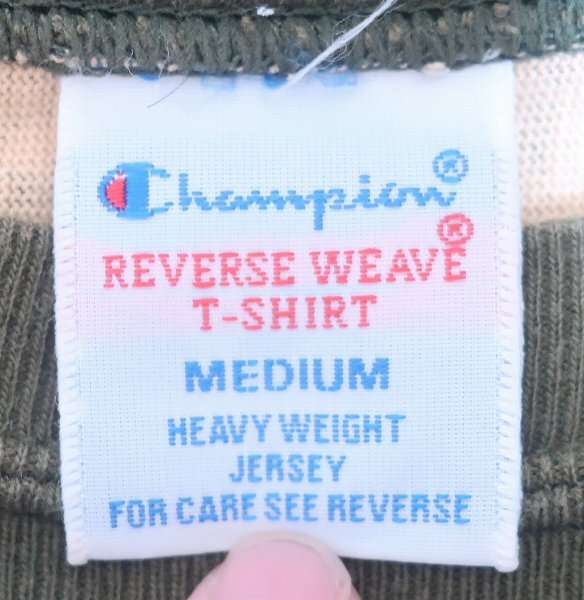 Champion®
REVERSE WEAVE®
T-SHIRT
MEDIUM
HEAVY WEIGHT
JERSEY
FOR CARE SEE REVERSE